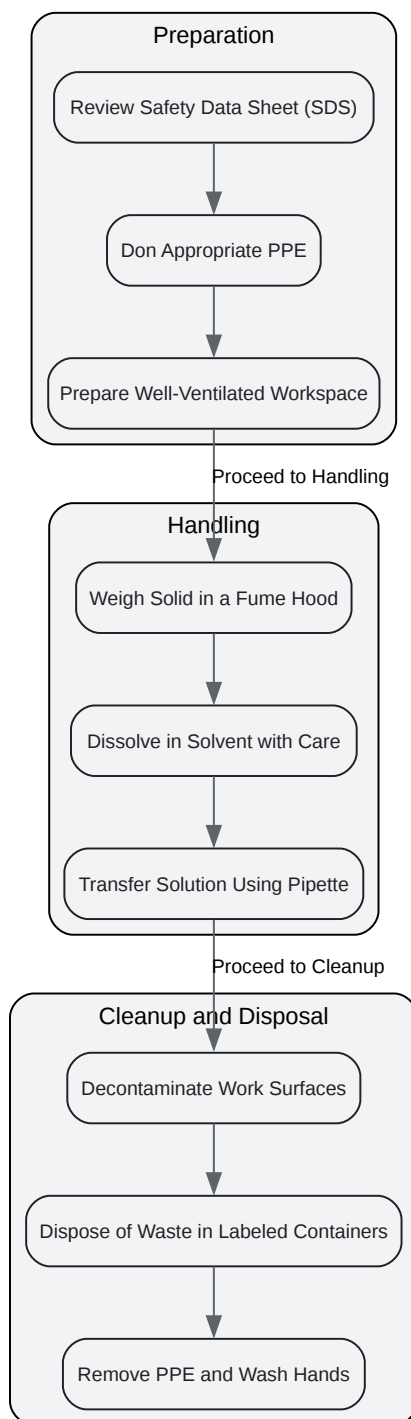 Preparation
Review Safety Data Sheet (SDS)
Don Appropriate PPE
Prepare Well-Ventilated Workspace
Proceed to Handling
Handling
Weigh Solid in a Fume Hood
Dissolve in Solvent with Care
Transfer Solution Using Pipette
Proceed to Cleanup
Cleanup and Disposal
Decontaminate Work Surfaces
Dispose of Waste in Labeled Containers
Remove PPE and Wash Hands